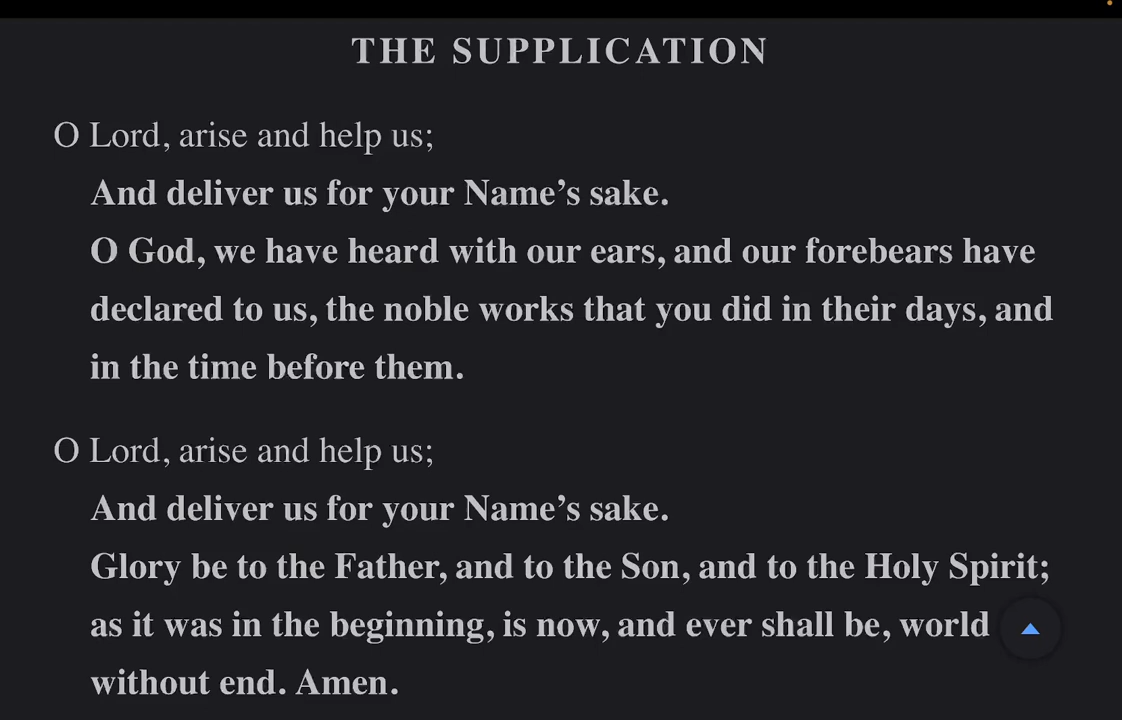 THE SUPPLICATION
O Lord, arise and help us;
And deliver us for your Name’s sake.
O God, we have heard with our ears, and our forebears have
declared to us, the noble works that you did in their days, and
in the time before them.
O Lord, arise and help us;
And deliver us for your Name’s sake.
Glory be to the Father, and to the Son, and to the Holy Spirit;
as it was in the beginning, is now, and ever shall be, world
without end. Amen.